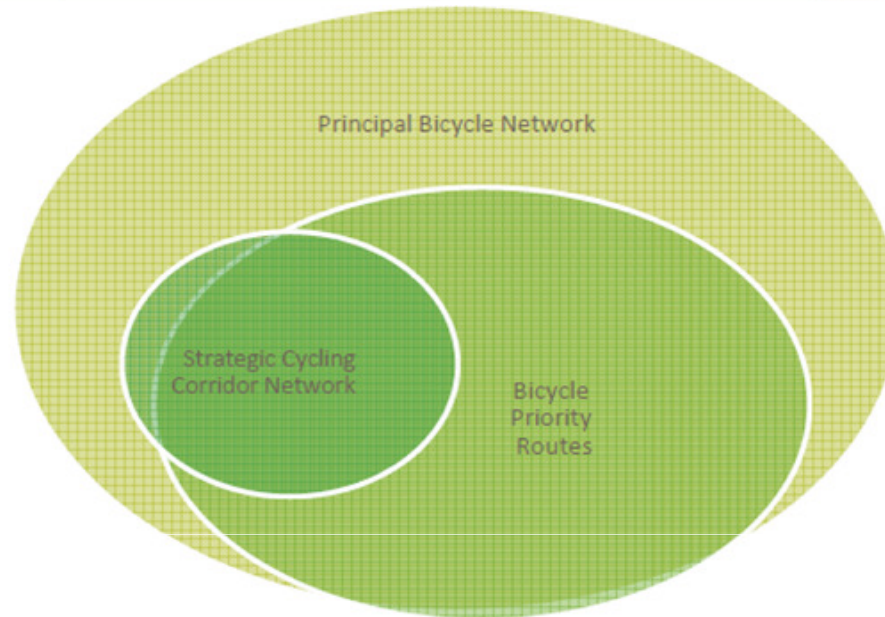 Principal Bicycle Network
Strategic Cycling
Corridor Network
Bicycle
Priority
Routes